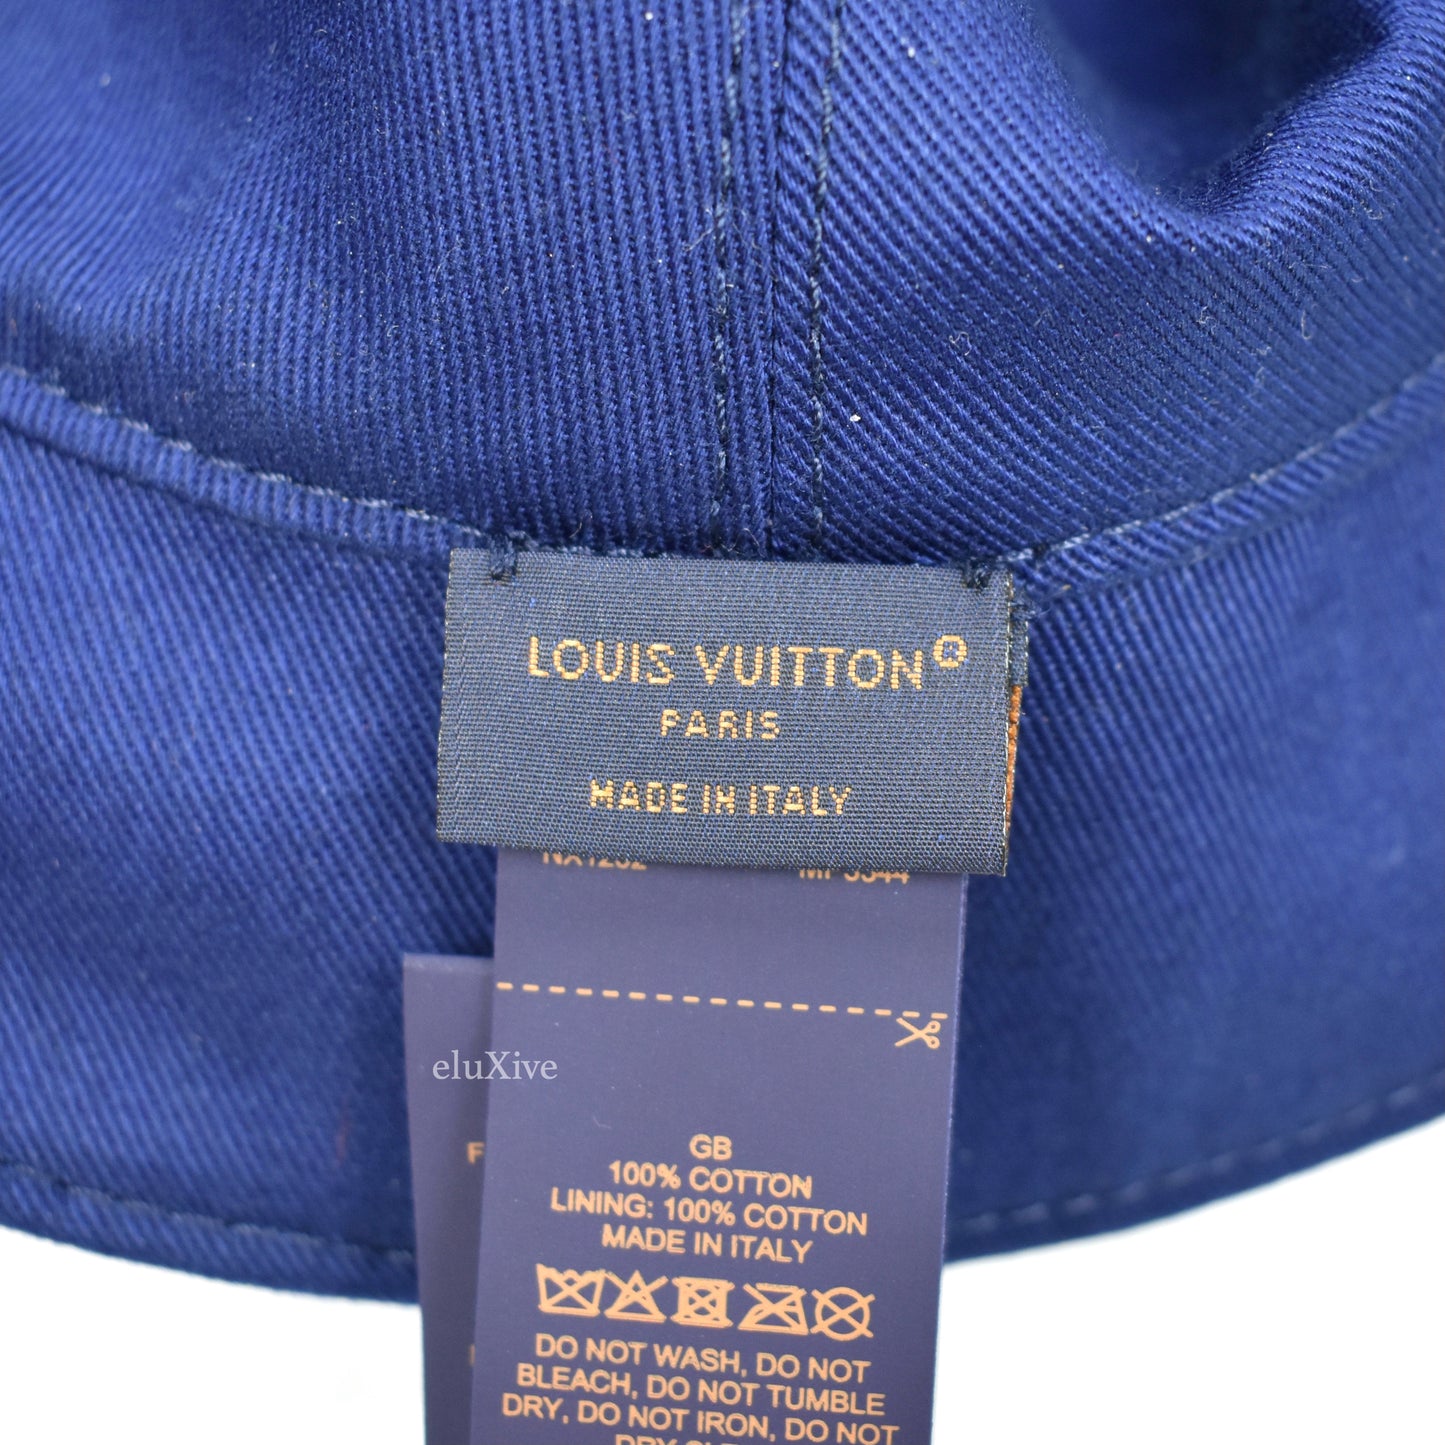 LOUIS VUITTON®
PARIS
MADE IN ITALY
eluXive
F
GB
100% COTTON
LINING: 100% COTTON
MADE IN ITALY
DO NOT WASH, DO NOT
BLEACH, DO NOT TUMBLE
DRY, DO NOT IRON, DO NOT